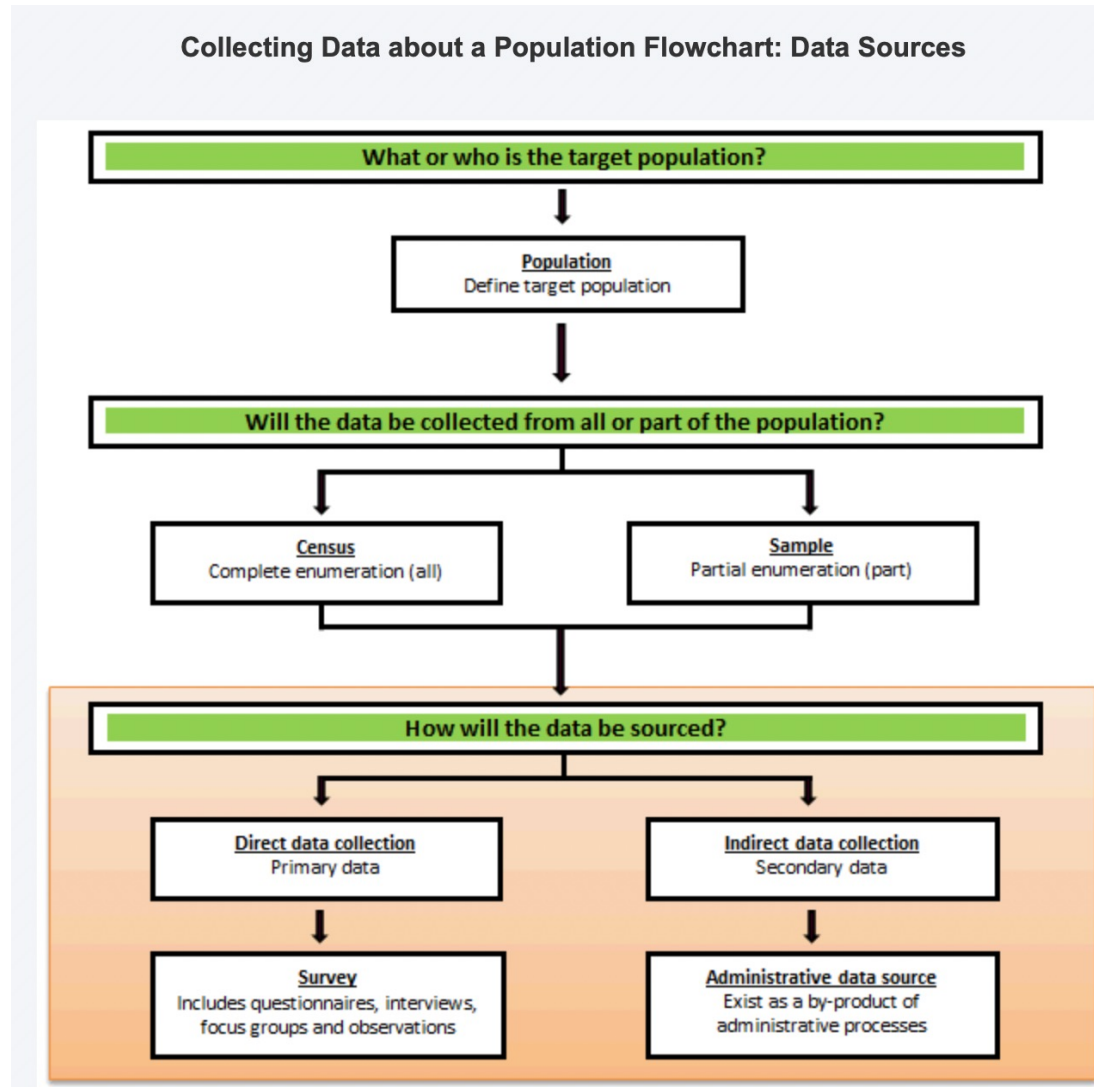 Collecting Data about a Population Flowchart: Data Sources
What or who is the target population?
Population
Define target population
Will the data be collected from all or part of the population?
Census
Complete enumeration (all)
Sample
Partial enumeration (part)
How will the data be sourced?
Direct data collection
Primary data
Indirect data collection
Secondary data
Survey
Includes questionnaires, interviews,
focus groups and observations
Administrative data source
Exist as a by-product of
administrative processes